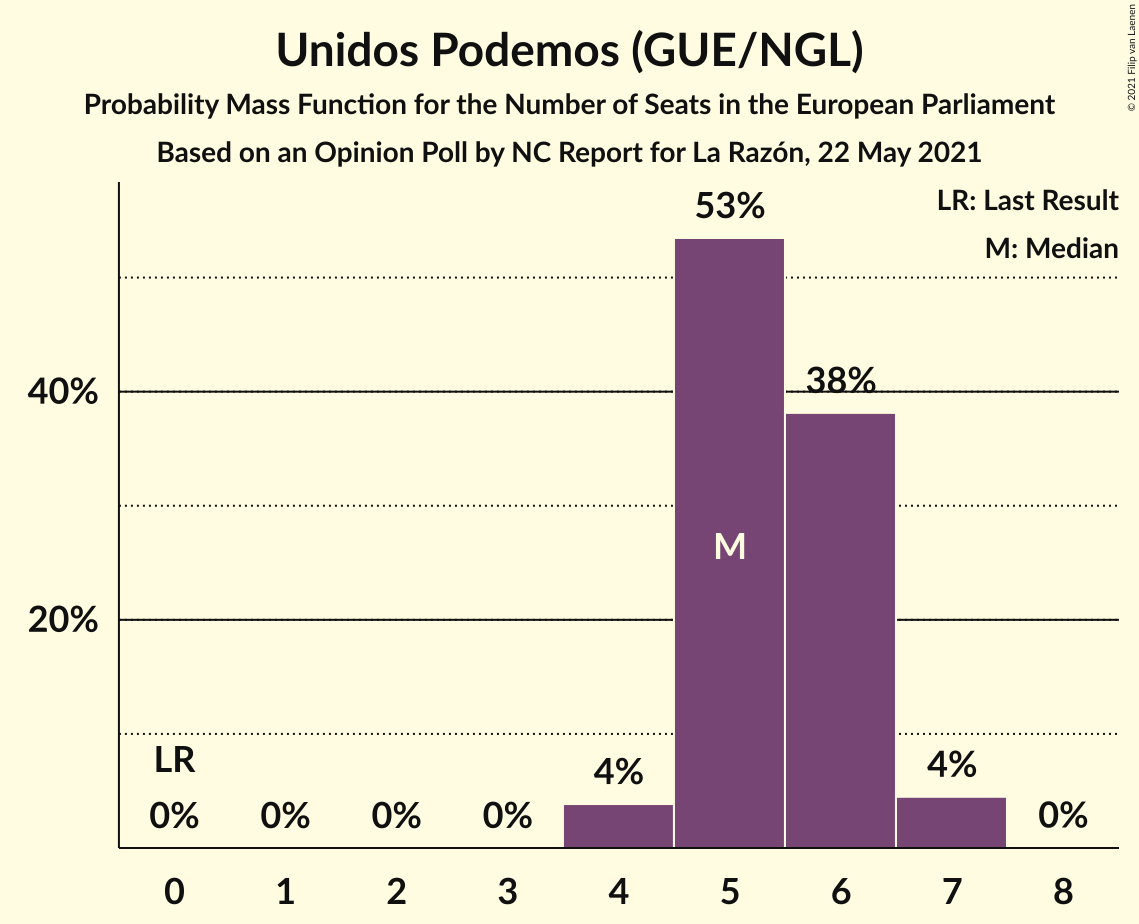 Unidos Podemos (GUE/NGL)
Probability Mass Function for the Number of Seats in the European Parliament
Based on an Opinion Poll by NC Report for La Razón, 22 May 2021
© 2021 Filip van Laenen
LR: Last Result
M: Median
53%
40%
38%
M
20%
LR
0%
0%
0%
0%
4%
4%
0%
0
1
2
3
4
5
6
7
8